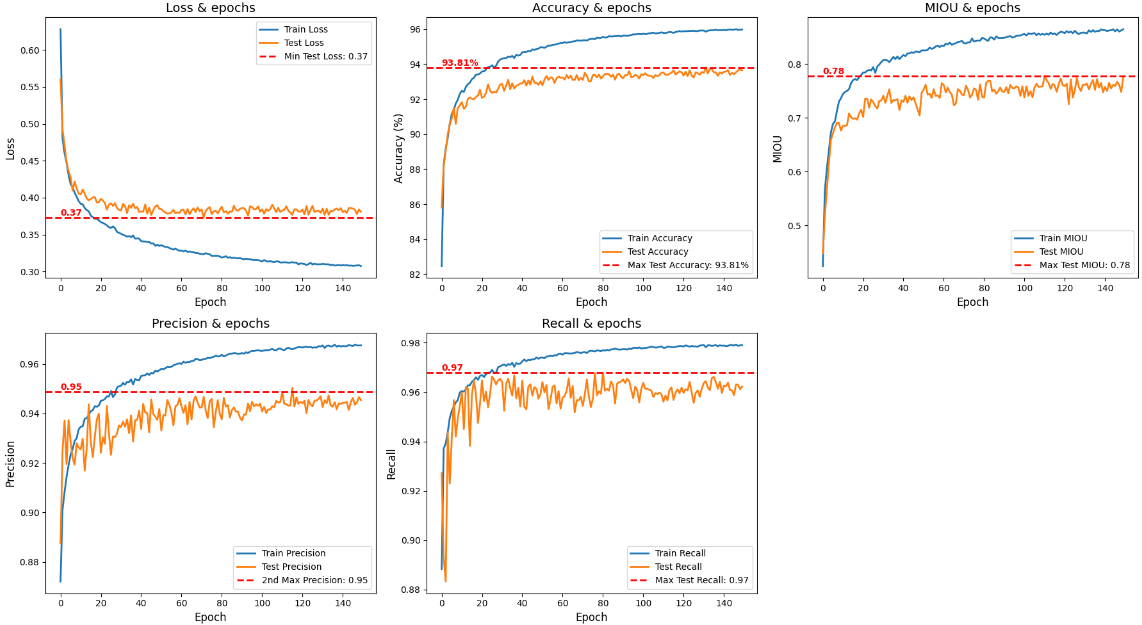 Loss & epochs
Train Loss
Test Loss
Min Test Loss: 0.37
0.37
0.60
0.55
0.50
0.45
0.40
0.35
0.30
Loss
0 20 40 60 80 100 120 140
Epoch
Accuracy & epochs
93.81%
96
94
92
90
88
86
84
82
Accuracy (%)
Train Accuracy
Test Accuracy
Max Test Accuracy: 93.81%
0 20 40 60 80 100 120 140
Epoch
MIOU & epochs
0.78
0.8
0.7
0.6
0.5
MIOU
Train MIOU
Test MIOU
Max Test MIOU: 0.78
0 20 40 60 80 100 120 140
Epoch
Precision & epochs
0.95
0.96
0.94
0.92
0.90
0.88
Precision
Train Precision
Test Precision
2nd Max Precision: 0.95
0 20 40 60 80 100 120 140
Epoch
Recall & epochs
0.97
0.98
0.96
0.94
0.92
0.90
0.88
Recall
Train Recall
Test Recall
Max Test Recall: 0.97
0 20 40 60 80 100 120 140
Epoch